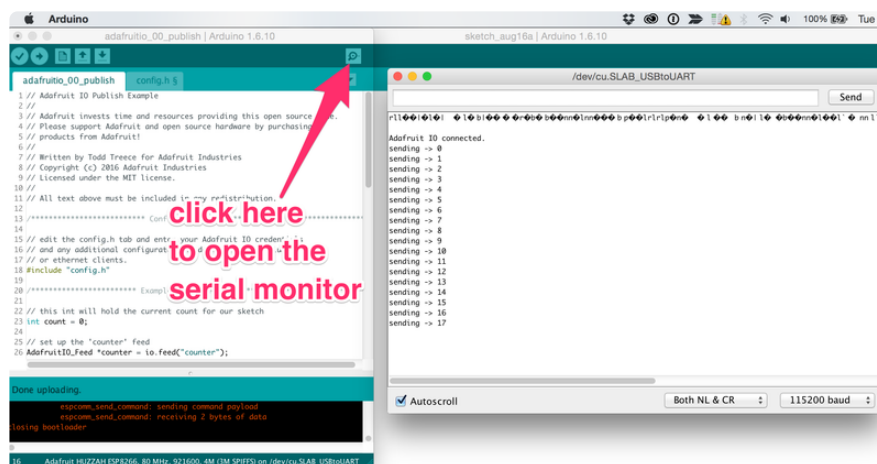 Arduino
100%
Tue
adafruitio_00_publish | Arduino 1.6.10
sketch_aug16a | Arduino 1.6.10
adafruitio_00_publish
config.h §
1 // Adafruit IO Publish Example
2 //
3 // Adafruit invests time and resources providing this open source
4 // Please support Adafruit and open source hardware by purchasing
5 // products from Adafruit!
6 //
7 // Written by Todd Treece for Adafruit Industries
8 // Copyright (c) 2016 Adafruit Industries
9 // Licensed under the MIT license.
10 //
11 // All text above must be included in any redistribution.
12
13 /************************** Conf
14
15 // edit the config.h tab and enter your Adafruit IO
16 // and any additional
17 // or ethernet clients.
18 #include "config.h"
19
20 /************************
21
22 // this int will hold the current count for our sketch
23 int count = 0;
24
25 // set up the 'counter' feed
26 AdafruitIO_Feed *counter = io.feed("counter");
click here
to open the
serial monitor
Done uploading.
espcomm_send_command: sending command payload
espcomm_send_command: receiving 2 bytes of data
closing bootloader
16
Adafruit HUZZAH ESP8266, 80 MHz, 921600, 4M (3M SPIFFS) on /dev/cu.SLAB_USBtoUART
/dev/cu.SLAB_USBtoUART
Send
Adafruit IO connected.
sending -> 0
sending -> 1
sending -> 2
sending -> 3
sending -> 4
sending -> 5
sending -> 6
sending -> 7
sending -> 8
sending -> 9
sending -> 10
sending -> 11
sending -> 12
sending -> 13
sending -> 14
sending -> 15
sending -> 16
sending -> 17
Autoscroll
Both NL & CR
115200 baud